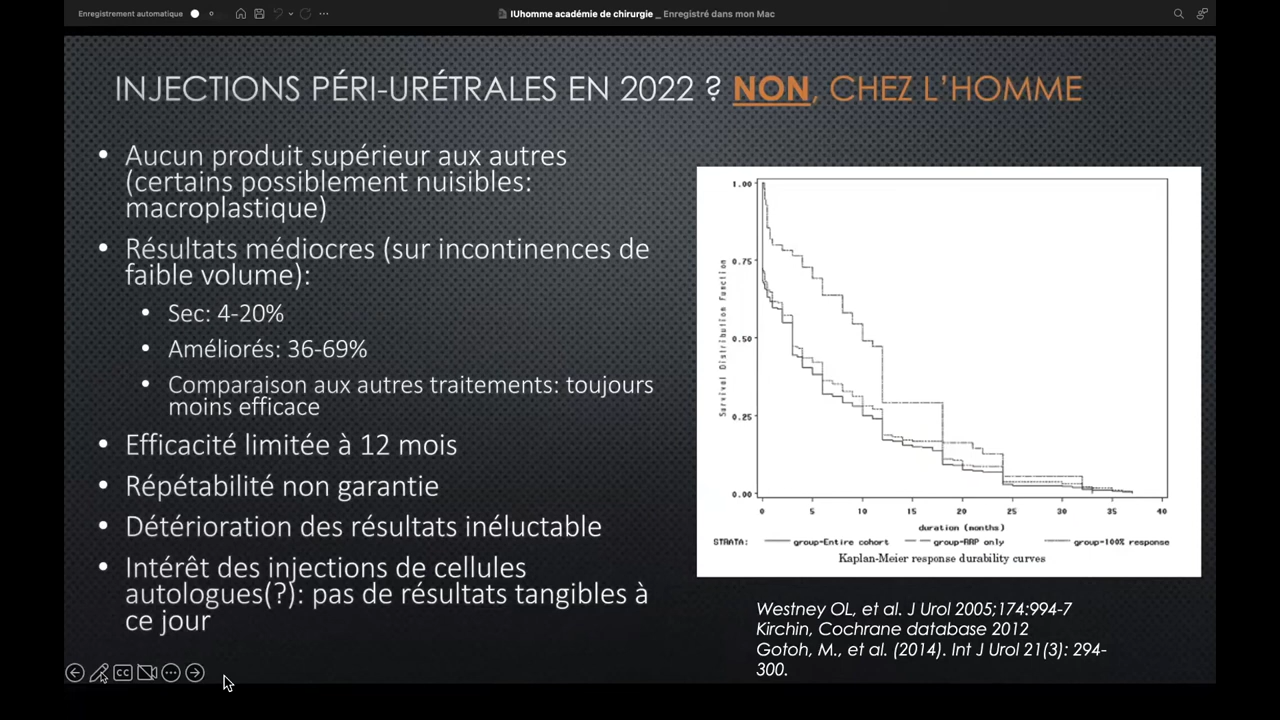 Enregistrement automatique
IUhomme académie de chirurgie _ Enregistré dans mon Mac
INJECTIONS PÉRI-URÉTRALES EN 2022 ? NON, CHEZ L'HOMME
• Aucun produit supérieur aux autres
(certains possiblement nuisibles:
macroplastique)
• Résultats médiocres (sur incontinences de
faible volume):
• Sec: 4-20%
• Améliorés: 36-69%
• Comparaison aux autres traitements: toujours
moins efficace
• Efficacité limitée à 12 mois
• Répétabilité non garantie
• Détérioration des résultats inéluctable
• Intérêt des injections de cellules
autologues(?): pas de résultats tangibles à
ce jour
Survival Distribution Function
1.00
0.75
0.50
0.25
0.00
0 5 10 15 20 25 30 35 40
duration (months)
STRATA: group=Entire cohort group=RRP only group=100% response
Kaplan-Meier response durability curves
Westney OL, et al. J Urol 2005;174:994-7
Kirchin, Cochrane database 2012
Gotoh, M., et al. (2014). Int J Urol 21(3): 294-
300.
CC